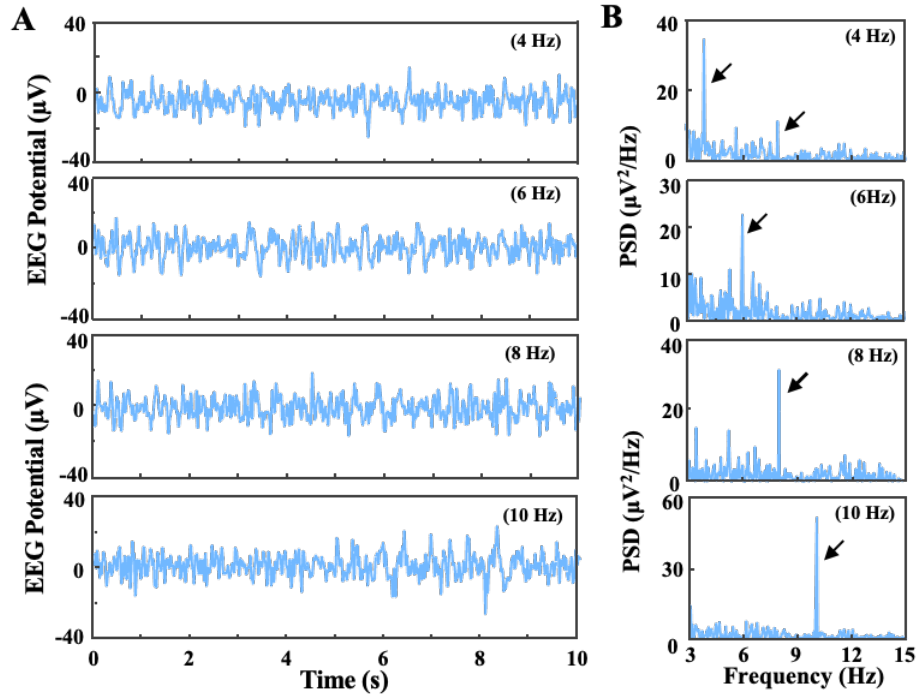 A
B
40
0
-40
(4 Hz)
40
20
0
(4 Hz)
40
0
-40
(6 Hz)
30
20
10
0
(6Hz)
EEG Potential (µV)
PSD (µV²/Hz)
40
0
-40
(8 Hz)
40
20
0
(8 Hz)
40
0
-40
(10 Hz)
60
30
0
(10 Hz)
EEG Potential (µV)
PSD (µV²/Hz)
0 2 4 6 8 10
3 6 9 12 15
Time (s)
Frequency (Hz)